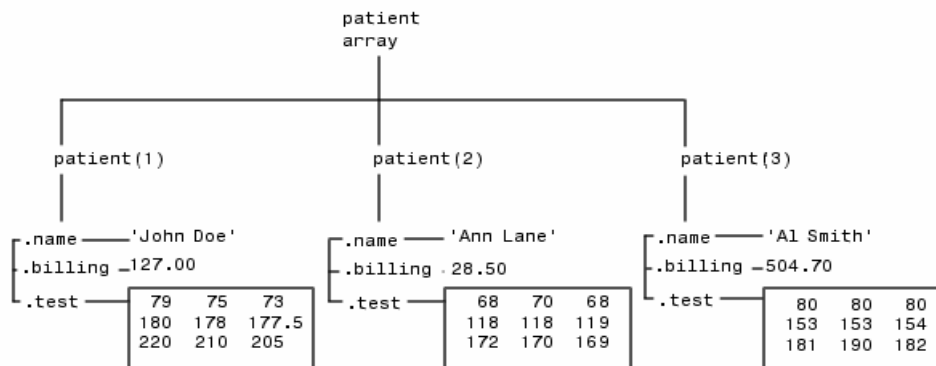 patient
array
patient(1)
patient(2)
patient(3)
.name 'John Doe'
.billing 127.00
.test
79 75 73
180 178 177.5
220 210 205
.name 'Ann Lane'
.billing 28.50
.test
68 70 68
118 118 119
172 170 169
.name 'Al Smith'
.billing 504.70
.test
80 80 80
153 153 154
181 190 182